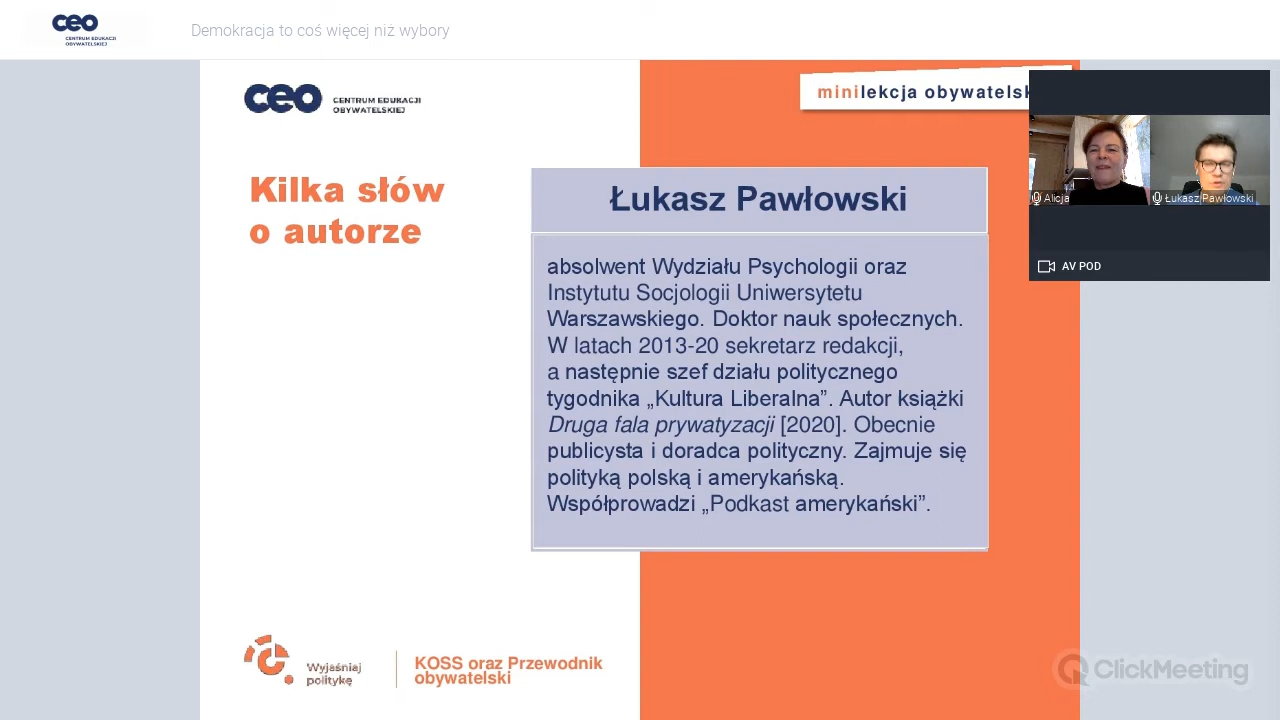 ceo
CENTRUM EDUKACJI
OBYWATELSKIEJ
Demokracja to coś więcej niż wybory
ceo
CENTRUM EDUKACJI
OBYWATELSKIEJ
minilekcja obywatelsk
Kilka słów
o autorze
Łukasz Pawłowski
absolwent Wydziału Psychologii oraz
Instytutu Socjologii Uniwersytetu
Warszawskiego. Doktor nauk społecznych.
W latach 2013-20 sekretarz redakcji,
a następnie szef działu politycznego
tygodnika „Kultura Liberalna”. Autor książki
Druga fala prywatyzacji [2020]. Obecnie
publicysta i doradca polityczny. Zajmuje się
polityką polską i amerykańską.
Współprowadzi „Podkast amerykański”.
Alicja
Łukasz Pawłowski
AV POD
Wyjaśniaj
politykę
KOSS oraz Przewodnik
obywatelski
ClickMeeting